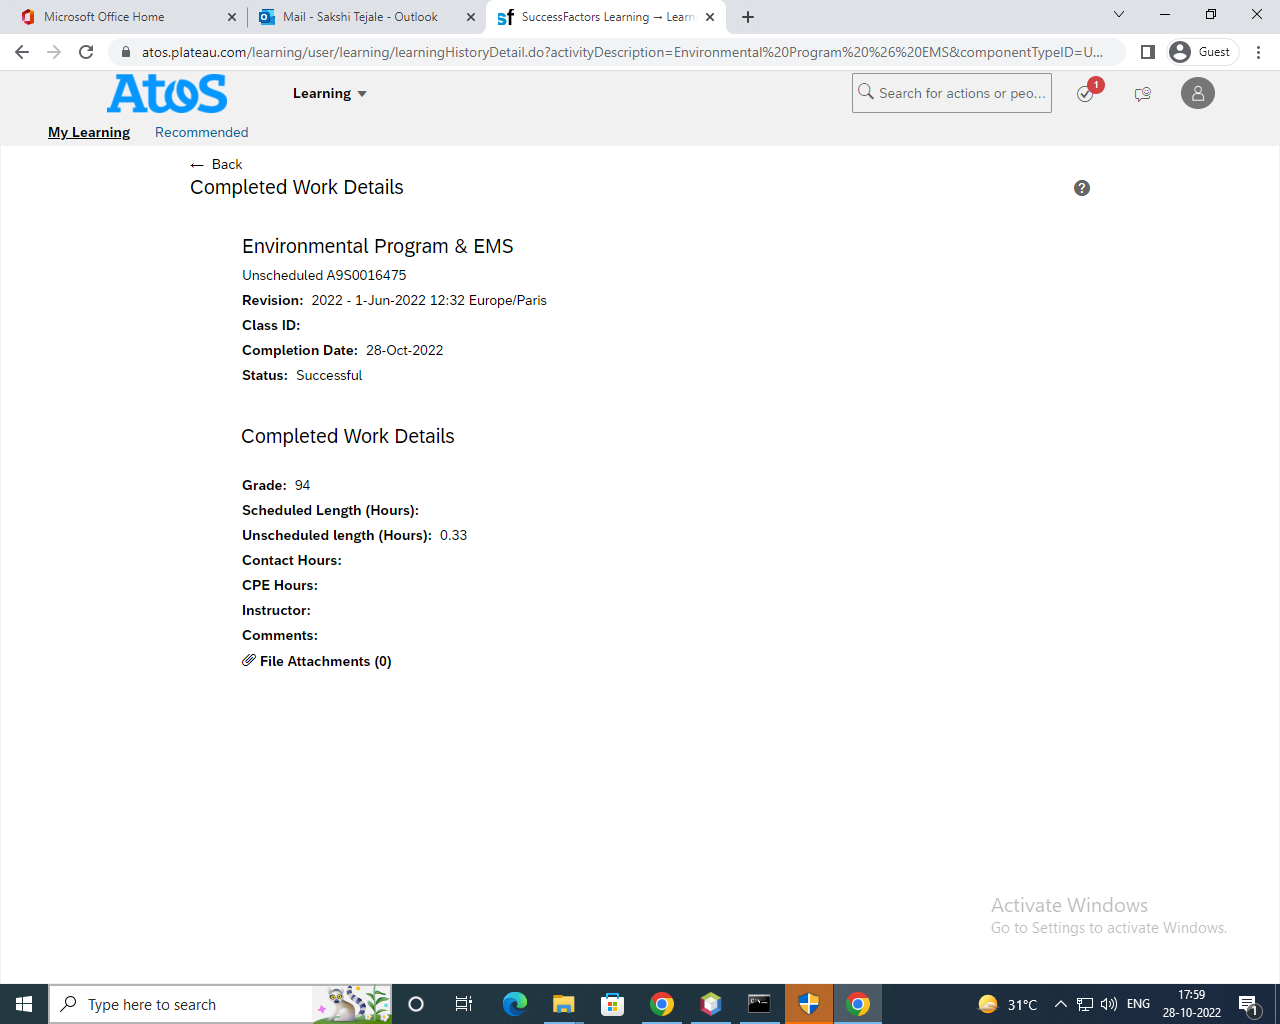 Microsoft Office Home
Mail - Sakshi Tejale - Outlook
SuccessFactors Learning → Learn
atos.plateau.com/learning/user/learning/learningHistoryDetail.do?activityDescription=Environmental%20Program%20%26%20EMS&componentTypeID=U...
Guest
Atos
Learning
Search for actions or peo...
1
My Learning
Recommended
← Back
Completed Work Details
?
Environmental Program & EMS
Unscheduled A9S0016475
Revision: 2022 - 1-Jun-2022 12:32 Europe/Paris
Class ID:
Completion Date: 28-Oct-2022
Status: Successful
Completed Work Details
Grade: 94
Scheduled Length (Hours):
Unscheduled length (Hours): 0.33
Contact Hours:
CPE Hours:
Instructor:
Comments:
File Attachments (0)
Activate Windows
Go to Settings to activate Windows.
Type here to search
31°C
ENG
17:59
28-10-2022
1